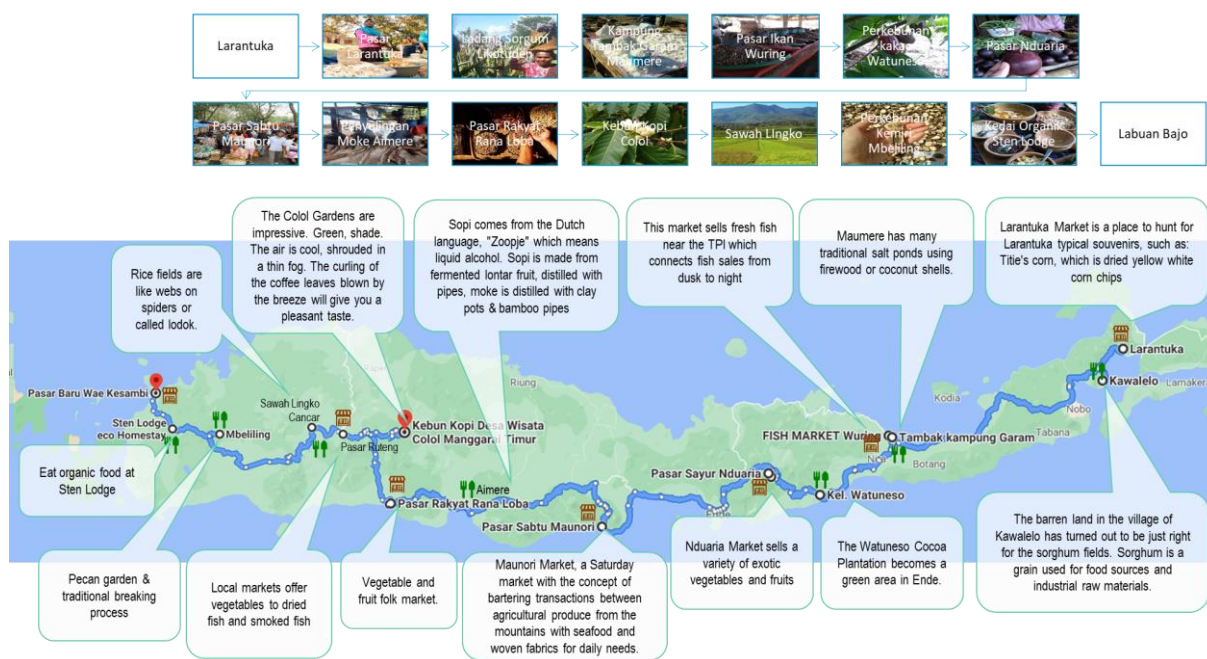 Larantuka
Pasar
Larantuka
Ladang Sorgum
Likotuden
Kampung
Tambak Garam
Maumere
Pasar Ikan
Wuring
Perkebunan
kakao
Watuneso
Pasar Nduaria
Pasar Sabtu
Maunori
Penyulingan
Moke Aimere
Pasar Rakyat
Rana Loba
Kebun Kopi
Colol
Sawah Lingko
Perkebunan
Kemiri
Mbeliling
Kedai Organik
Sten Lodge
Labuan Bajo
Rice fields are
like webs on
spiders or
called lodok.
The Colol Gardens are
impressive. Green, shade.
The air is cool, shrouded in
a thin fog. The curling of
the coffee leaves blown by
the breeze will give you a
pleasant taste.
Sopi comes from the Dutch
language, "Zoopje" which means
liquid alcohol. Sopi is made from
fermented lontar fruit, distilled with
pipes, moke is distilled with clay
pots & bamboo pipes
This market sells fresh fish
near the TPI which
connects fish sales from
dusk to night
Maumere has many
traditional salt ponds using
firewood or coconut shells.
Larantuka Market is a place to hunt for
Larantuka typical souvenirs, such as:
Titie's corn, which is dried yellow white
corn chips
Pasar Baru Wae Kesambi
Sten Lodge
eco Homestay
Mbeliling
Sawah Lingko
Cancar
Pasar Ruteng
Kebun Kopi Desa Wisata
Colol Manggarai Timur
Riung
Pasar Rakyat Rana Loba
Aimere
Pasar Sabtu Maunori
Ende
Pasar Sayur Nduaria
Kel. Watuneso
FISH MARKET Wuring
Tambak kampung Garam
Nita
Botang
Kodia
Tabana
Nobo
Lamaker
Kawalelo
Larantuka
Eat organic food at
Sten Lodge
Pecan garden &
traditional breaking
process
Local markets offer
vegetables to dried
fish and smoked fish
Vegetable and
fruit folk market.
Maunori Market, a Saturday
market with the concept of
bartering transactions between
agricultural produce from the
mountains with seafood and
woven fabrics for daily needs.
Nduaria Market sells a
variety of exotic
vegetables and fruits
The Watuneso Cocoa
Plantation becomes a
green area in Ende.
The barren land in the village of
Kawalelo has turned out to be just right
for the sorghum fields. Sorghum is a
grain used for food sources and
industrial raw materials.